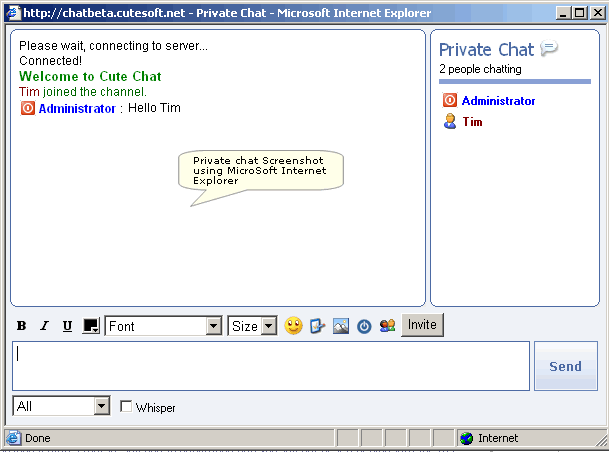 http://chatbeta.cutesoft.net - Private Chat - Microsoft Internet Explorer
Please wait, connecting to server...
Connected!
Welcome to Cute Chat
Tim joined the channel.
Administrator : Hello Tim
Private chat Screenshot
using MicroSoft Internet
Explorer
Private Chat
2 people chatting
Administrator
Tim
B I U Font Size Invite
Send
All Whisper
Done Internet